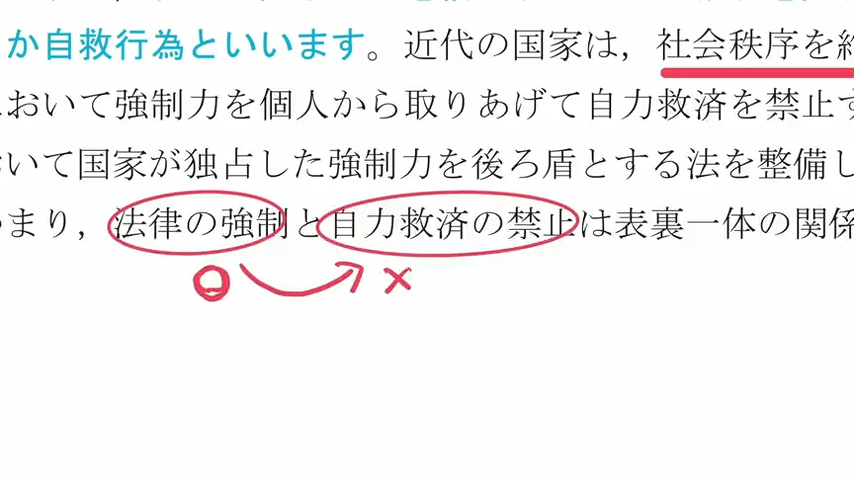 か自救行為といいます。近代の国家は，社会秩序を
おいて強制力を個人から取りあげて自力救済を禁止
いて国家が独占した強制力を後ろ盾とする法を整備し
まり，法律の強制と自力救済の禁止は表裏一体の関係
○ ×